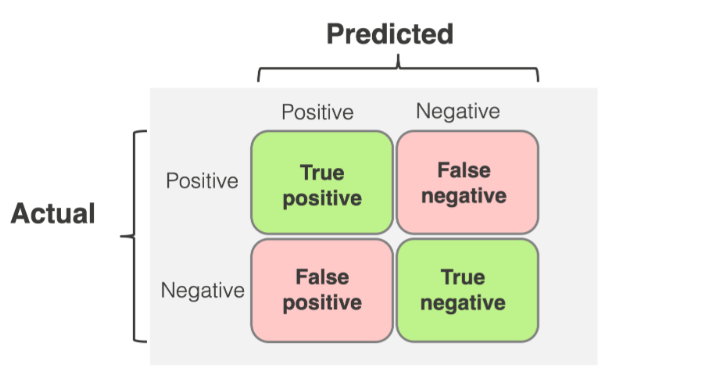 Predicted
Positive
Negative
Actual
Positive
True
positive
False
negative
Negative
False
positive
True
negative